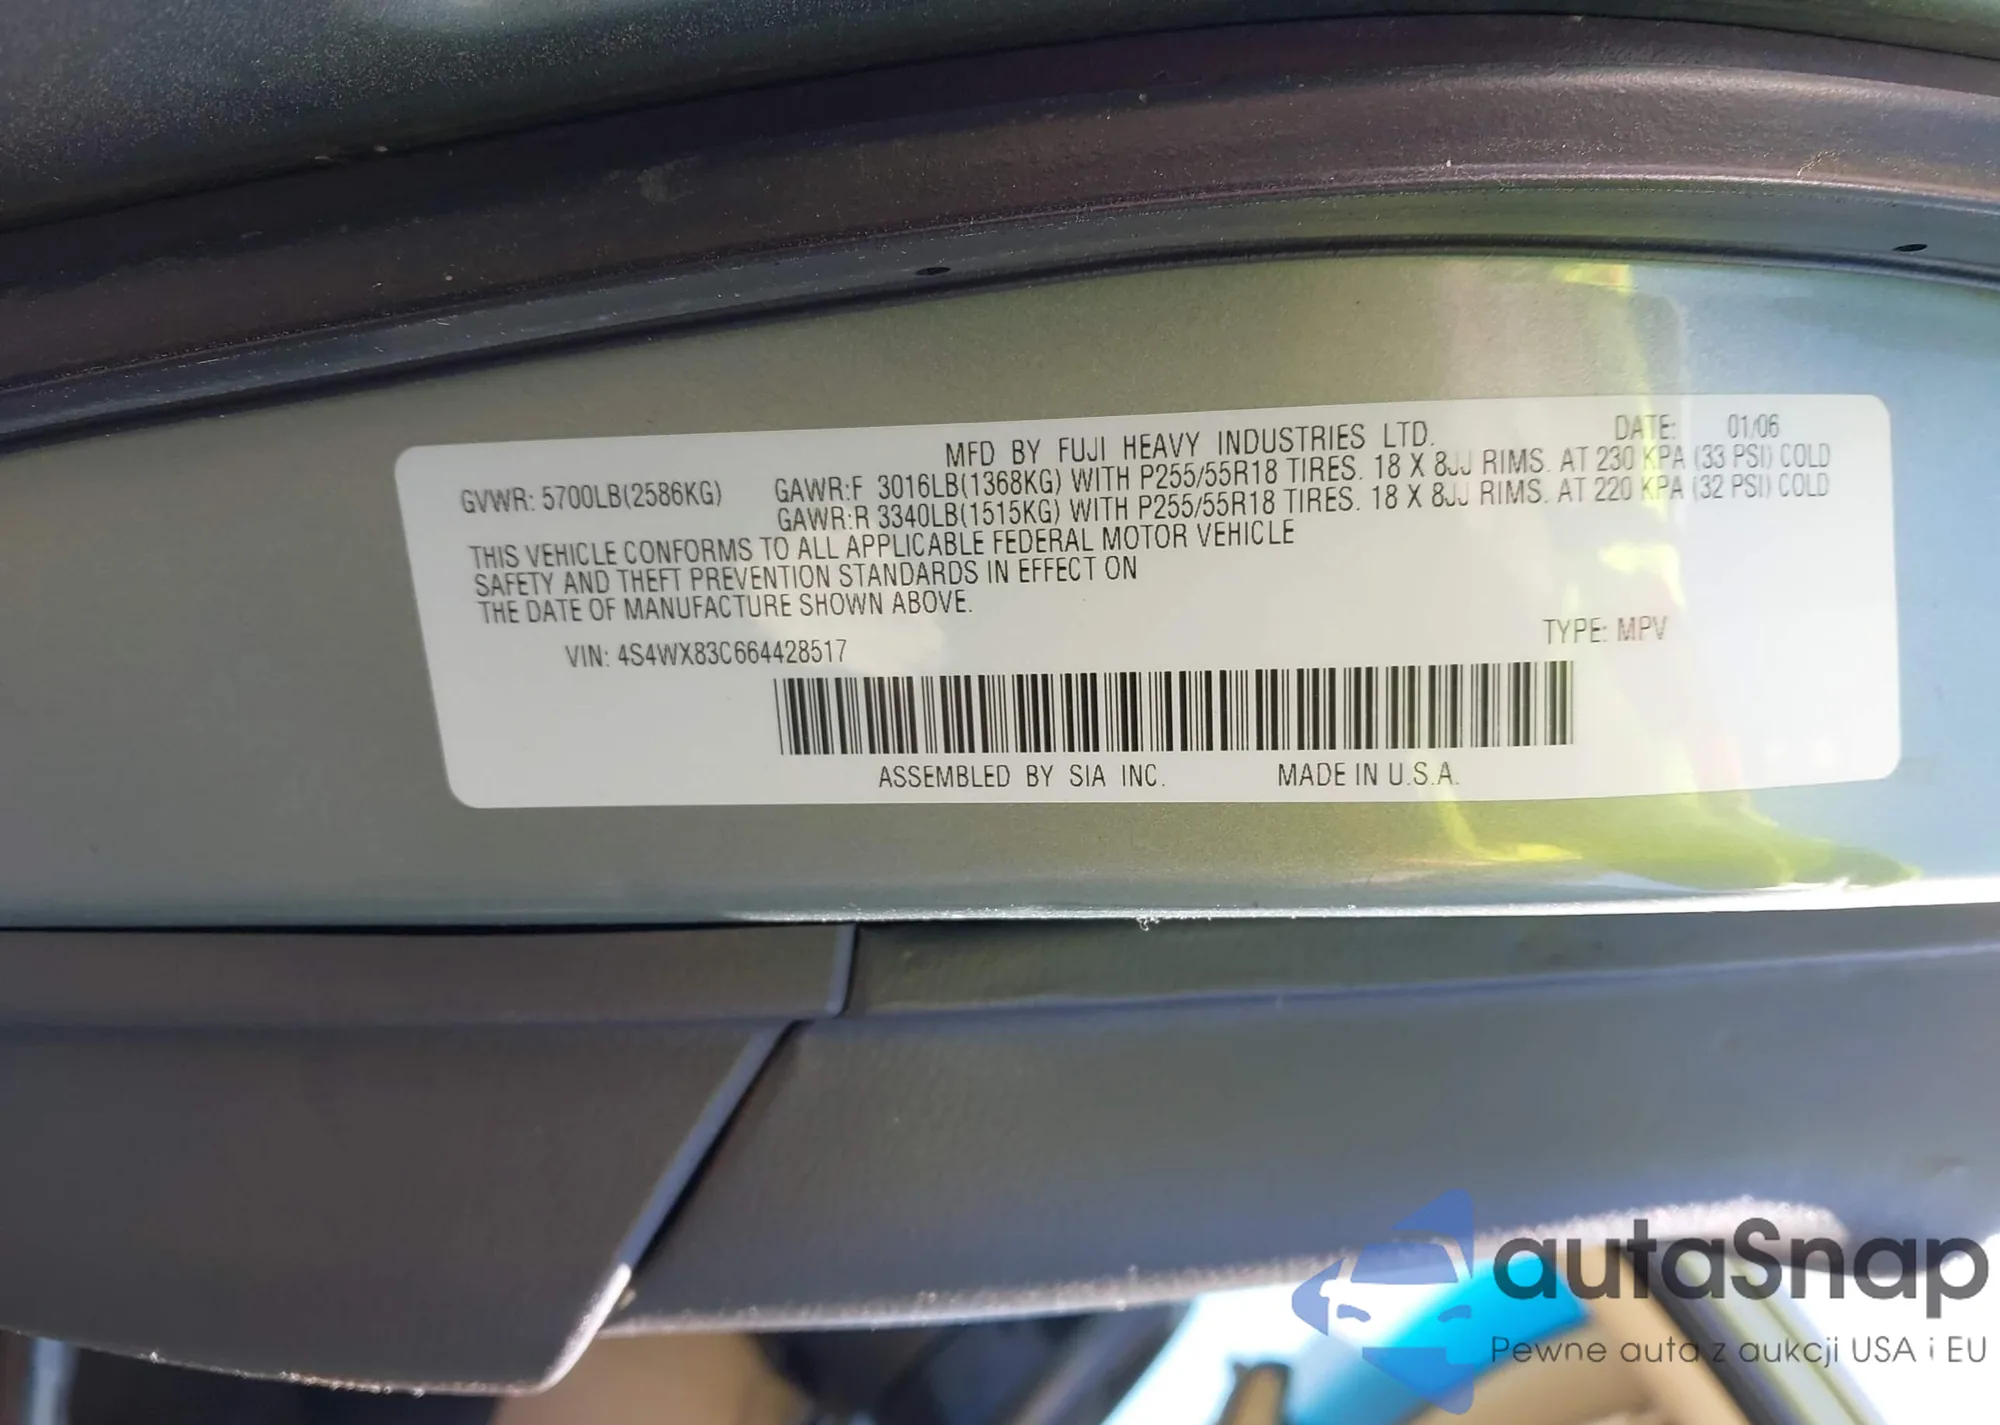 MFD BY FUJI HEAVY INDUSTRIES LTD. DATE: 01/06
GVWR: 5700LB(2586KG) GAWR:F 3016LB(1368KG) WITH P255/55R18 TIRES. 18 X 8JJ RIMS. AT 230 KPA (33 PSI) COLD
GAWR:R 3340LB(1515KG) WITH P255/55R18 TIRES. 18 X 8JJ RIMS. AT 220 KPA (32 PSI) COLD
THIS VEHICLE CONFORMS TO ALL APPLICABLE FEDERAL MOTOR VEHICLE
SAFETY AND THEFT PREVENTION STANDARDS IN EFFECT ON
THE DATE OF MANUFACTURE SHOWN ABOVE.
VIN: 4S4WX83C664428517 TYPE: MPV
ASSEMBLED BY SIA INC. MADE IN U.S.A.
autaSnap
Pewne auta z aukcji USA i EU